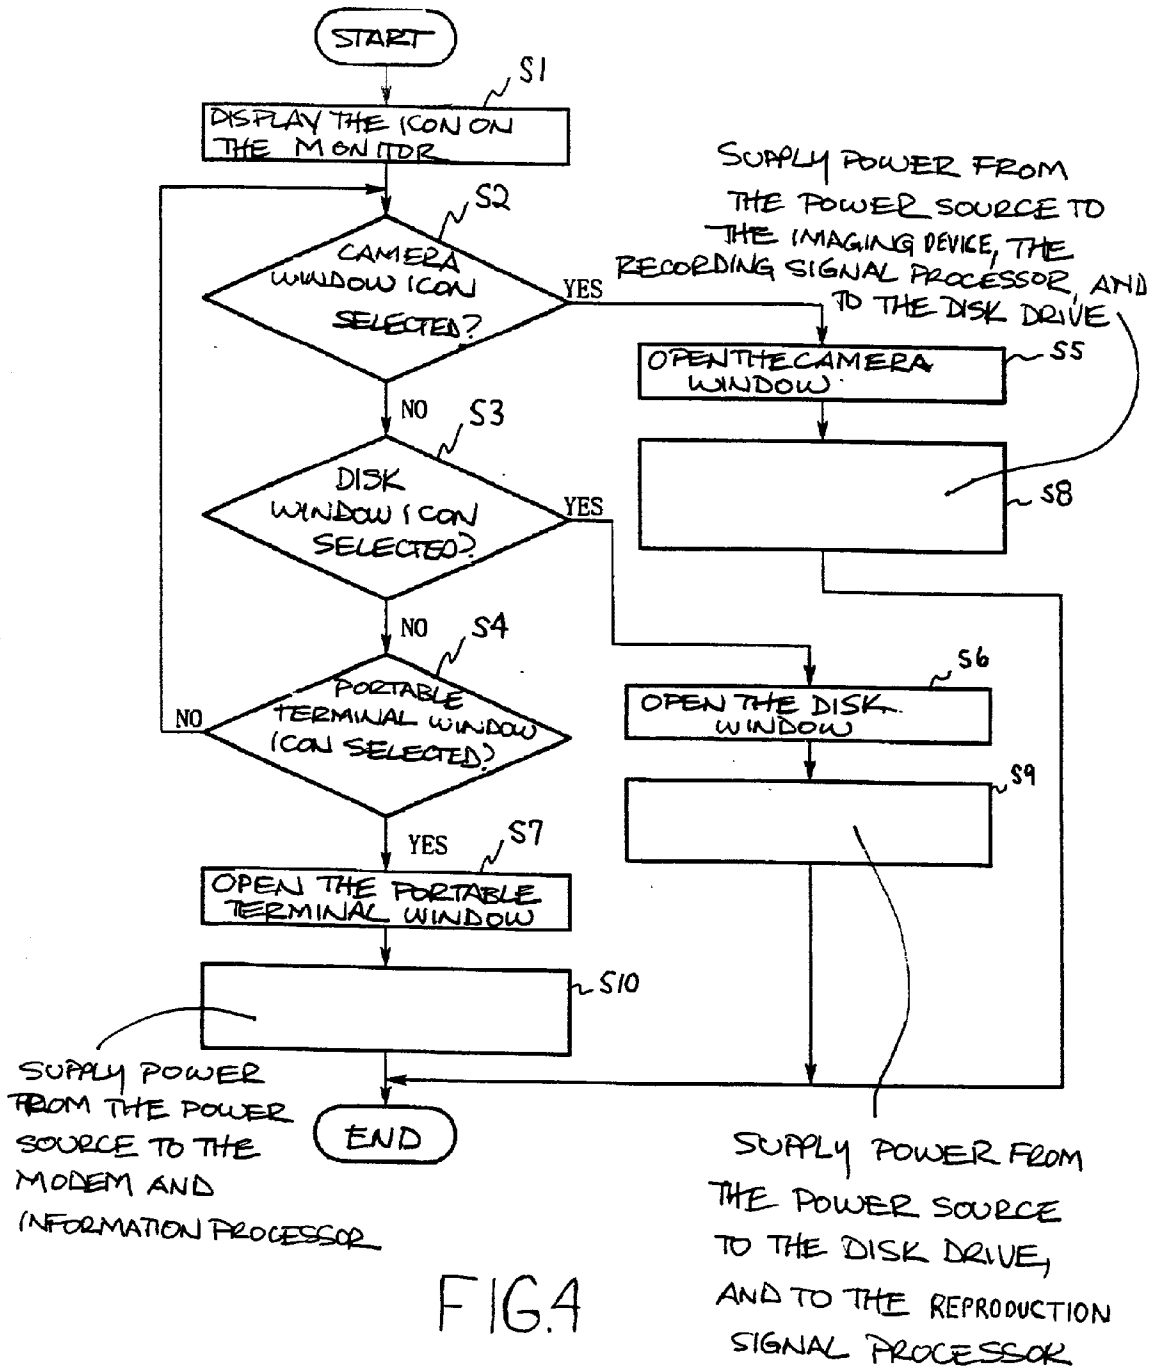 START
S1
DISPLAY THE ICON ON
THE MONITOR
SUPPLY POWER FROM
THE POWER SOURCE TO
THE IMAGING DEVICE, THE
RECORDING SIGNAL PROCESSOR, AND
TO THE DISK DRIVE
S2
CAMERA
WINDOW ICON
SELECTED?
YES
S5
OPEN THE CAMERA
WINDOW
NO
S3
DISK
WINDOW ICON
SELECTED?
YES
S8
NO
S4
PORTABLE
TERMINAL WINDOW
ICON SELECTED?
NO
S6
OPEN THE DISK
WINDOW
S9
YES
S7
OPEN THE PORTABLE
TERMINAL WINDOW
S10
SUPPLY POWER
FROM THE POWER
SOURCE TO THE
MODEM AND
INFORMATION PROCESSOR
END
SUPPLY POWER FROM
THE POWER SOURCE
TO THE DISK DRIVE,
AND TO THE REPRODUCTION
SIGNAL PROCESSOR
FIG.4